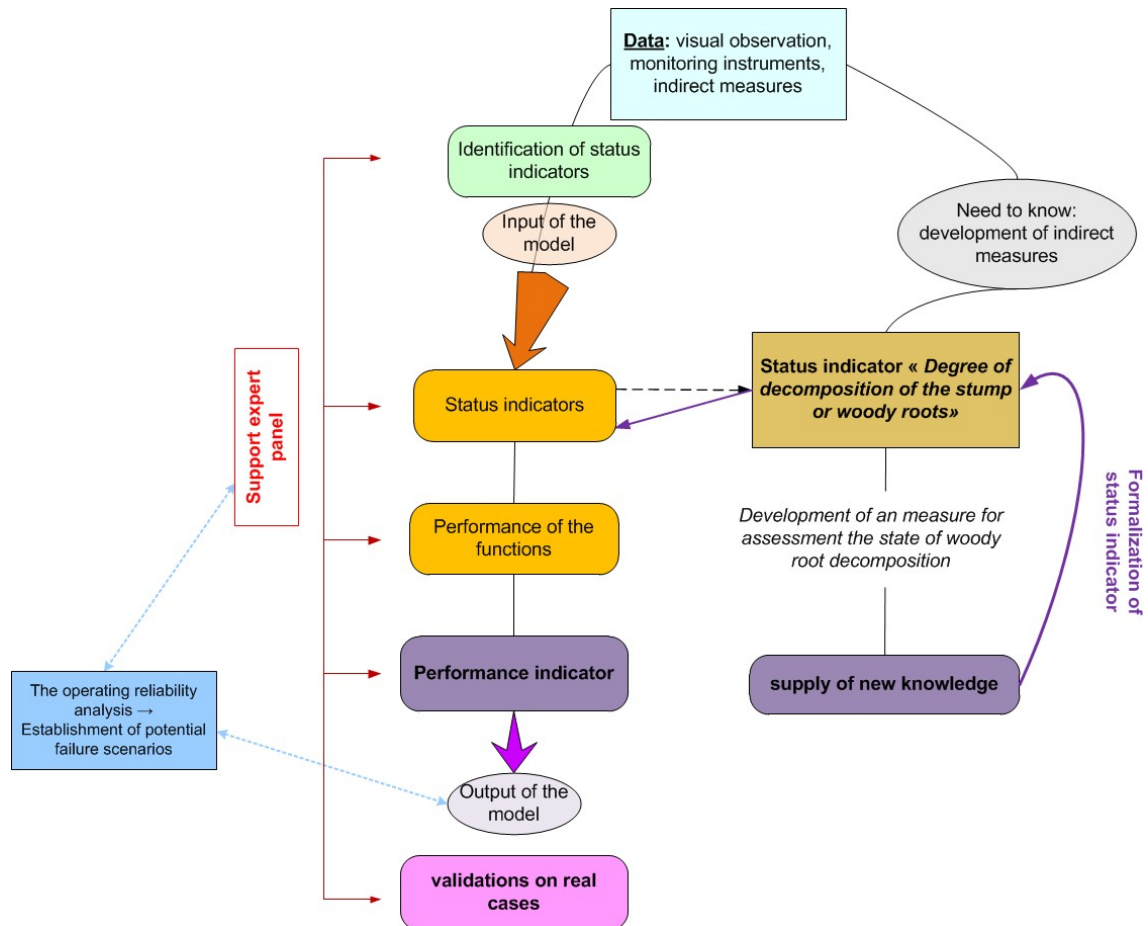 Data: visual observation,
monitoring instruments,
indirect measures
Identification of status
indicators
Input of the
model
Need to know:
development of indirect
measures
Support expert
panel
Status indicators
Status indicator « Degree of
decomposition of the stump
or woody roots»
Formalization of
status indicator
Performance of the
functions
Development of an measure for
assessment the state of woody
root decomposition
Performance indicator
supply of new knowledge
The operating reliability
analysis →
Establishment of potential
failure scenarios
Output of the
model
validations on real
cases